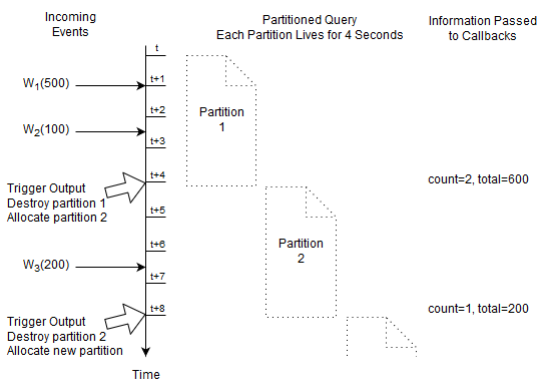 Incoming
Events
Partitioned Query
Each Partition Lives for 4 Seconds
Information Passed
to Callbacks
t
W1(500)
t+1
t+2
Partition
1
W2(100)
t+3
t+4
count=2, total=600
Trigger Output
Destroy partition 1
Allocate partition 2
t+5
t+6
Partition
2
W3(200)
t+7
t+8
count=1, total=200
Trigger Output
Destroy partition 2
Allocate new partition
Time